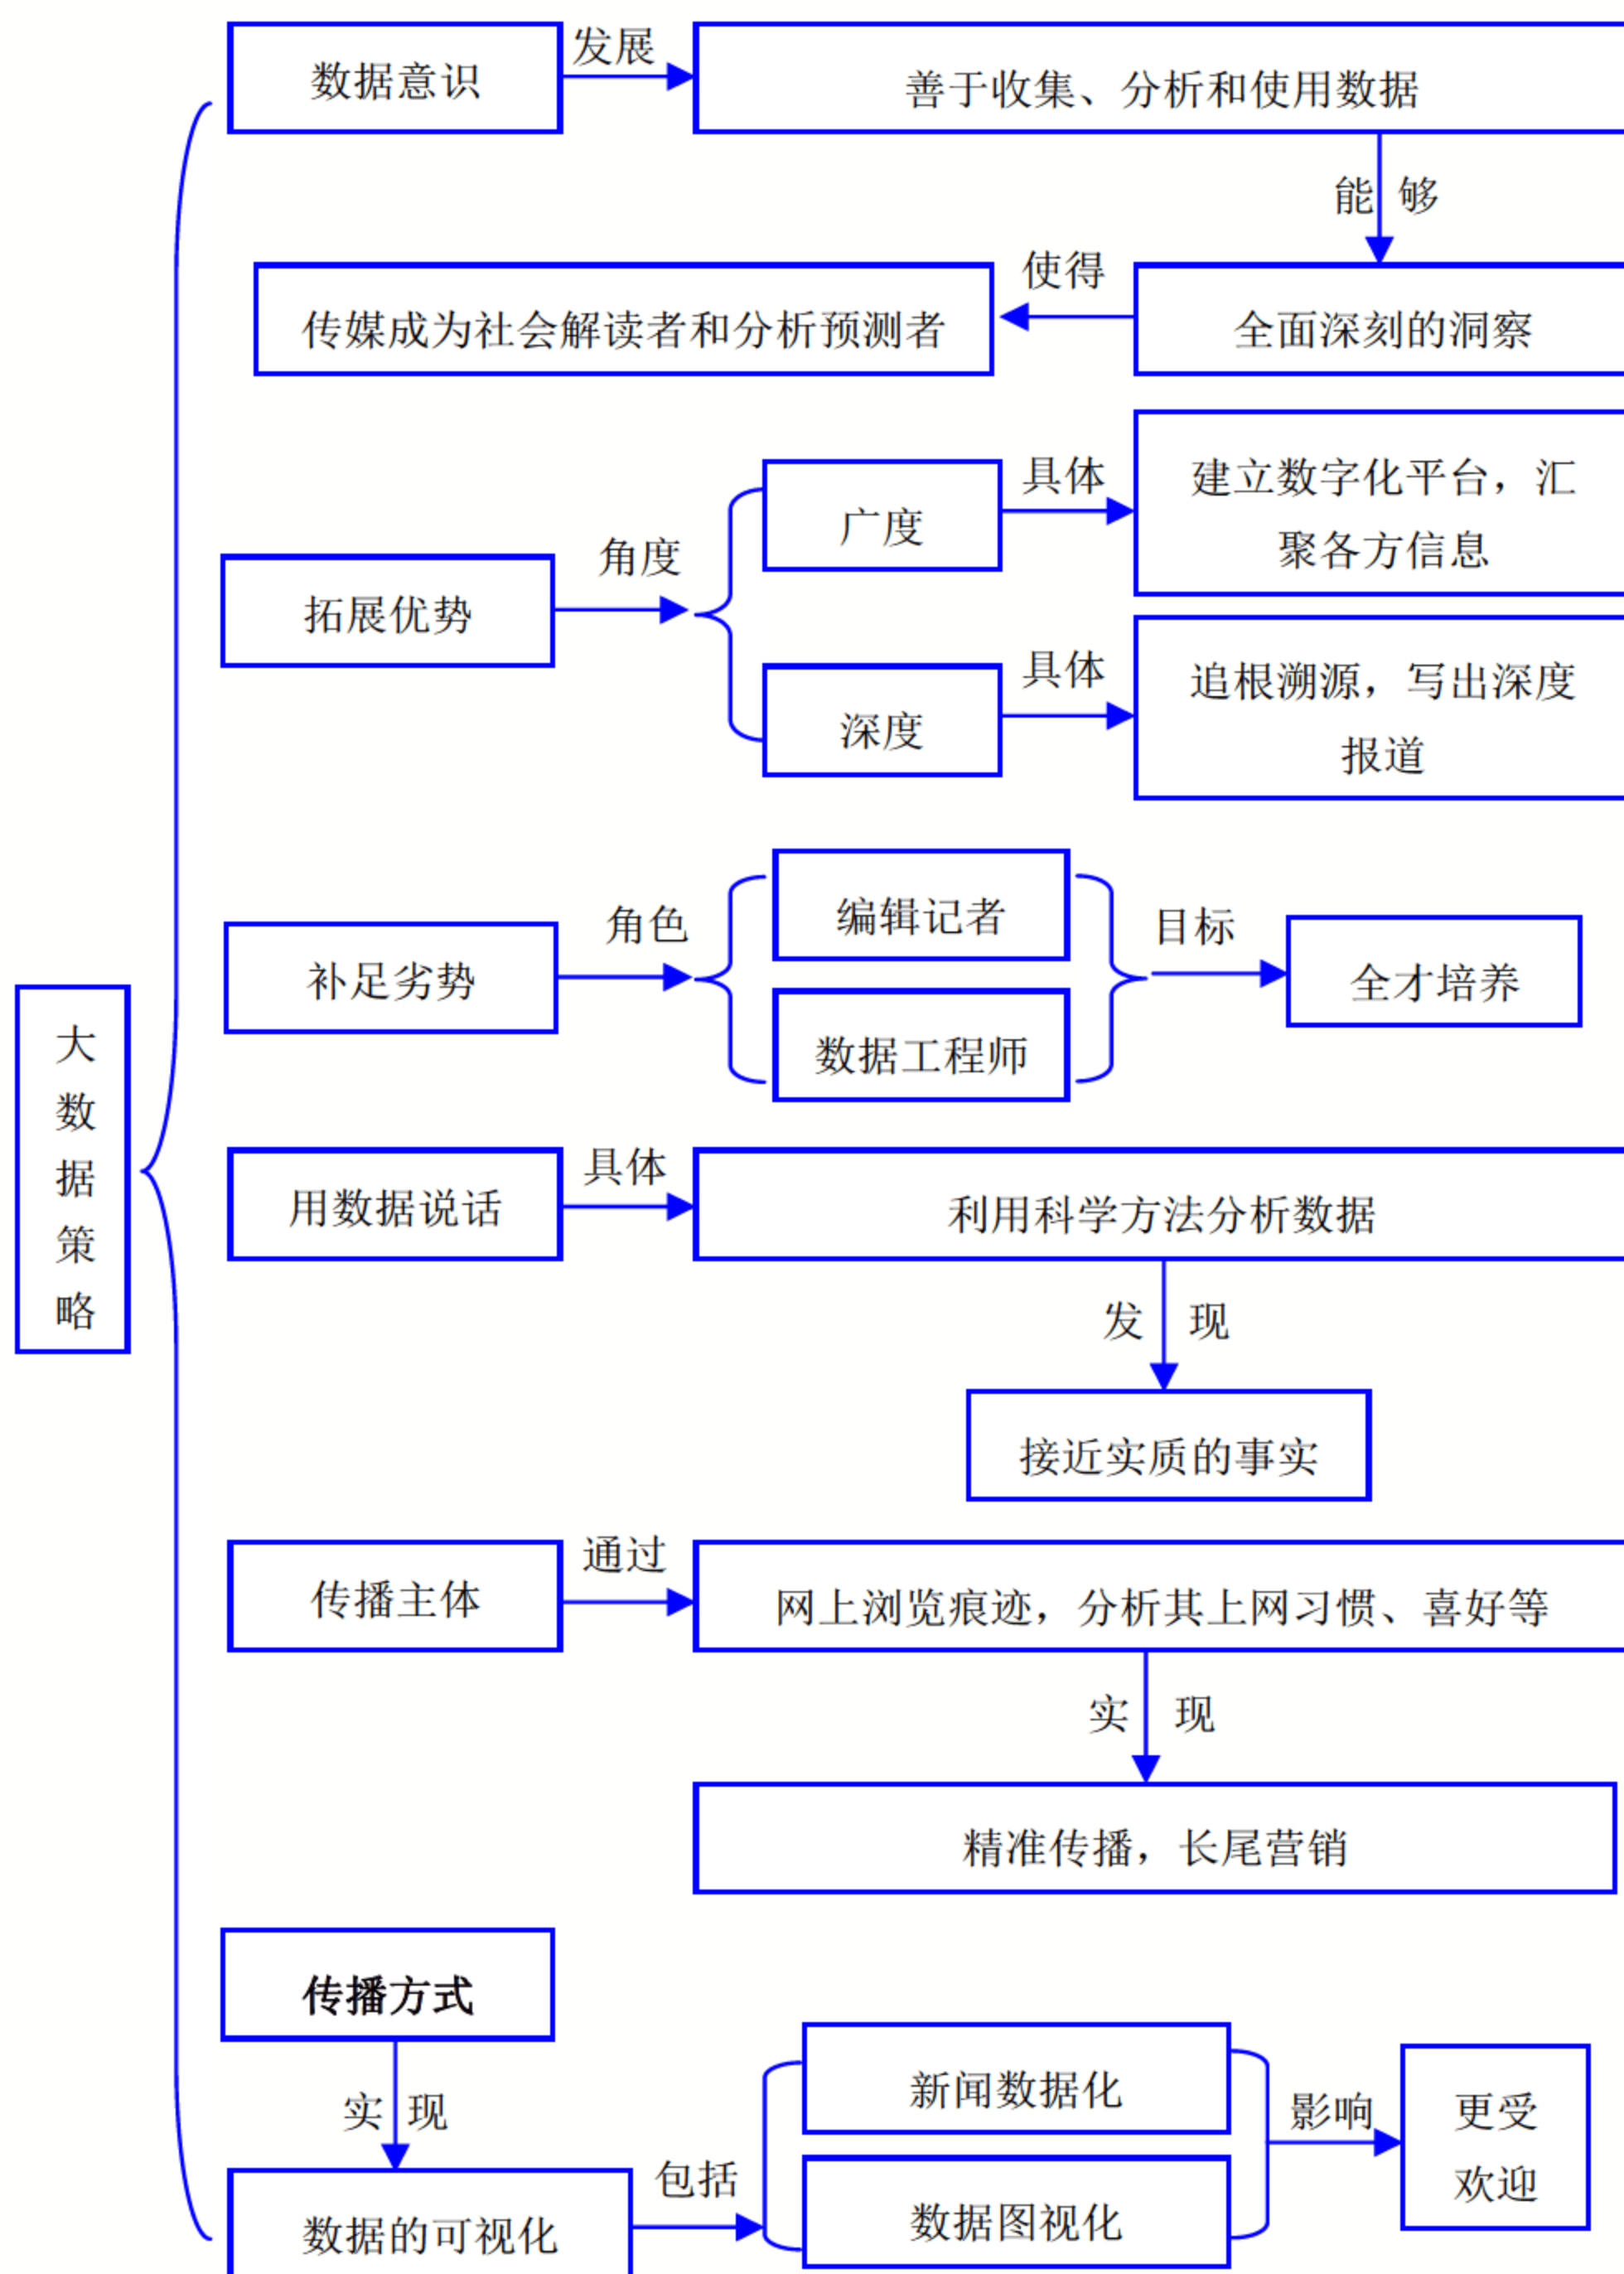 数据意识
发展
善于收集、分析和使用数据
能够
全面深刻的洞察
使得
传媒成为社会解读者和分析预测者
拓展优势
角度
广度
具体
建立数字化平台，汇
聚各方信息
深度
具体
追根溯源，写出深度
报道
补足劣势
角色
编辑记者
数据工程师
目标
全才培养
大
数
据
策
略
用数据说话
具体
利用科学方法分析数据
发现
接近实质的事实
传播主体
通过
网上浏览痕迹，分析其上网习惯、喜好等
实现
精准传播，长尾营销
传播方式
实现
数据的可视化
包括
新闻数据化
数据图视化
影响
更受
欢迎